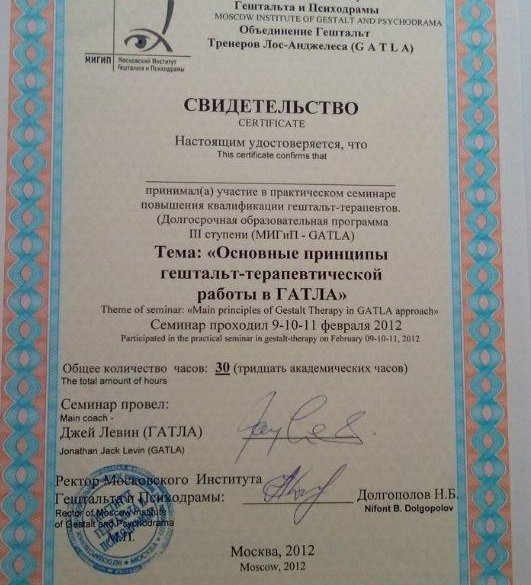 Гештальта и Психодрамы
MOSCOW INSTITUTE OF GESTALT AND PSYCHODRAMA
Объединение Гештальт
Тренеров Лос-Анджелеса (G A T L A)
МИГИП
Московский Институт
Гештальта и Психодрамы
СВИДЕТЕЛЬСТВО
CERTIFICATE
Настоящим удостоверяется, что
This certificate confirms that
принимал(а) участие в практическом семинаре
повышения квалификации гештальт-терапевтов.
(Долгосрочная образовательная программа
III ступени (МИГиП - GATLA)
Тема: «Основные принципы
гештальт-терапевтической
работы в ГАТЛА»
Theme of seminar: «Main principles of Gestalt Therapy in GATLA approach»
Семинар проходил 9-10-11 февраля 2012
Participated in the practical seminar in gestalt-therapy on February 09-10-11, 2012
Общее количество часов: 30 (тридцать академических часов)
The total amount of hours
Семинар провел:
Main coach -
Джей Левин (ГАТЛА)
Jonathan Jack Levin (GATLA)
Ректор Московского Института
Гештальта и Психодрамы:
Долгополов Н.Б.
Rector of Moscow Institute
of Gestalt and Psychodrama
Nifont B. Dolgopolov
М.П.
Москва, 2012
Moscow, 2012